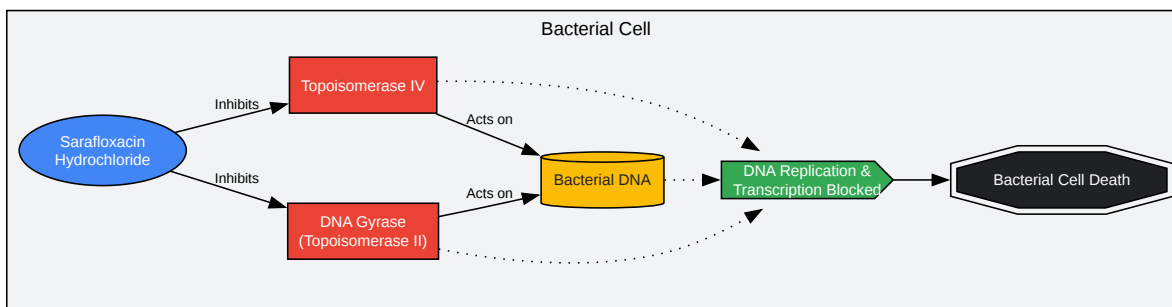 Bacterial Cell
Sarafloxacin
Hydrochloride
Inhibits
Inhibits
Topoisomerase IV
DNA Gyrase
(Topoisomerase II)
Acts on
Acts on
Bacterial DNA
DNA Replication &
Transcription Blocked
Bacterial Cell Death